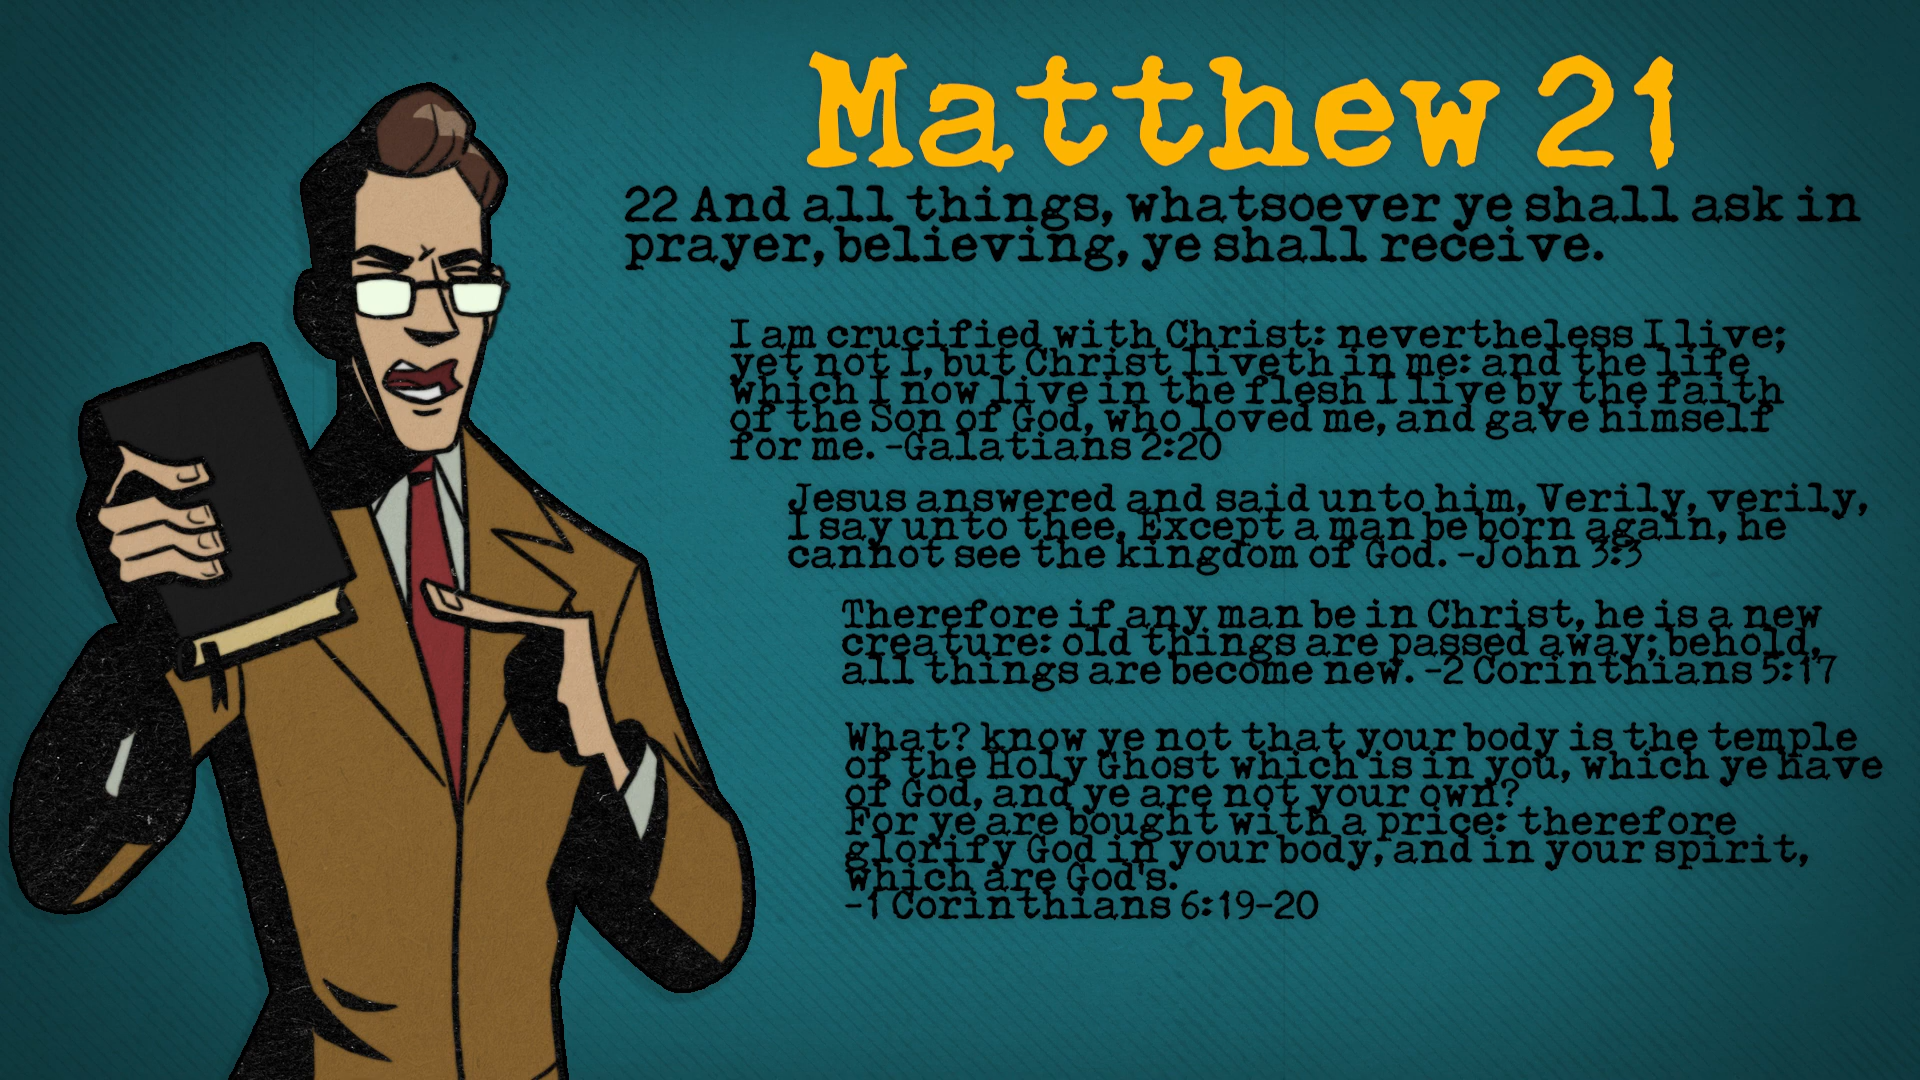 Matthew 21
22 And all things, whatsoever ye shall ask in
prayer, believing, ye shall receive.
I am crucified with Christ: nevertheless I live;
yet not I, but Christ liveth in me: and the life
which I now live in the flesh I live by the faith
of the Son of God, who loved me, and gave himself
for me. -Galatians 2:20
Jesus answered and said unto him, Verily, verily,
I say unto thee, Except a man be born again, he
cannot see the kingdom of God. -John 3:3
Therefore if any man be in Christ, he is a new
creature: old things are passed away; behold,
all things are become new. -2 Corinthians 5:17
What? know ye not that your body is the temple
of the Holy Ghost which is in you, which ye have
of God, and ye are not your own?
For ye are bought with a price: therefore
glorify God in your body, and in your spirit,
which are God's.
-1 Corinthians 6:19-20